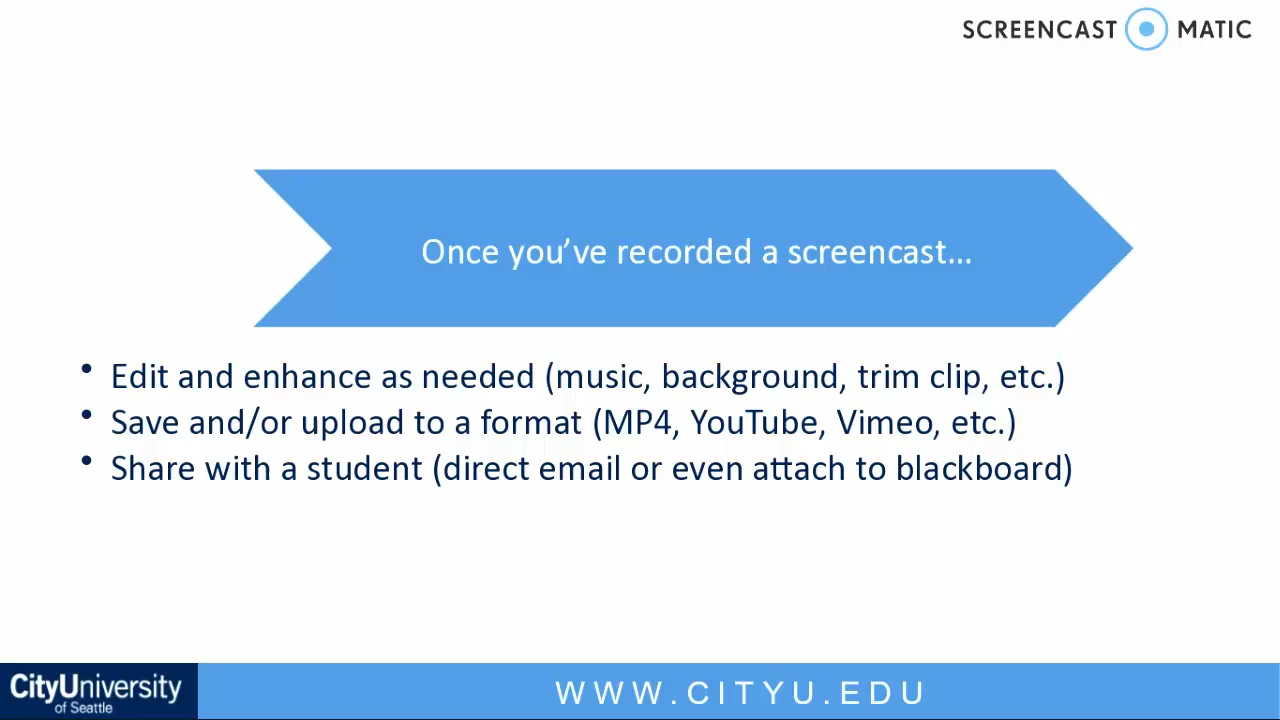 SCREENCAST MATIC
Once you’ve recorded a screencast...
• Edit and enhance as needed (music, background, trim clip, etc.)
• Save and/or upload to a format (MP4, YouTube, Vimeo, etc.)
• Share with a student (direct email or even attach to blackboard)
CityUniversity
of Seattle
WWW.CITYU.EDU